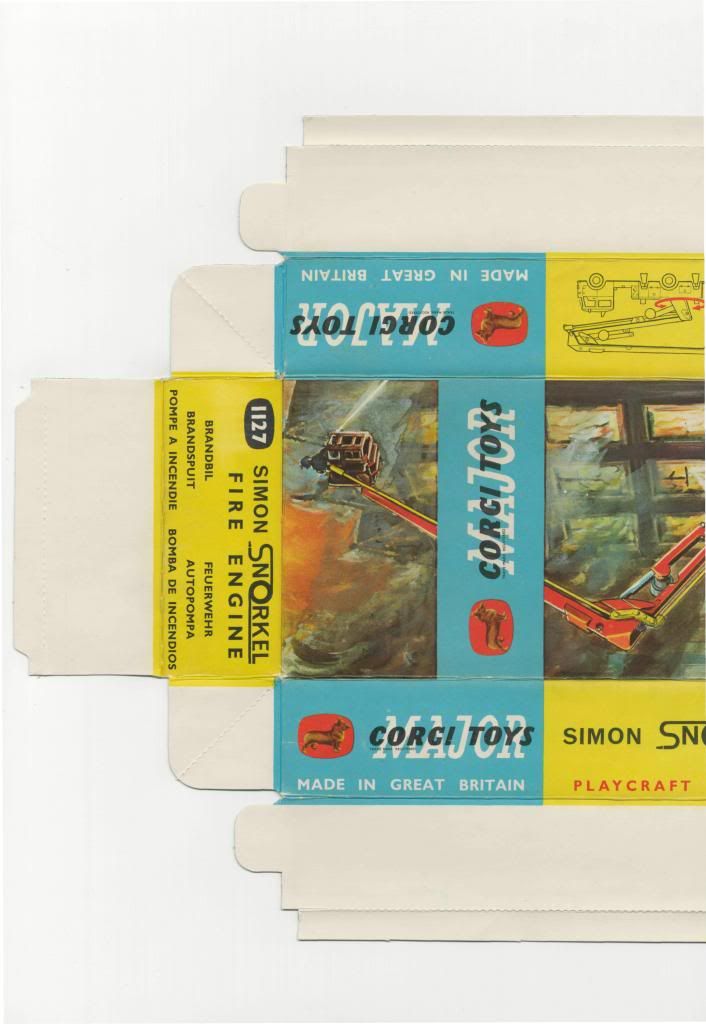 MADE IN GREAT BRITAIN
MAJOR
CORGI TOYS
1127
SIMON SNORKEL
FIRE ENGINE
BRANDBIL FEUERWEHR
BRANDSPUIT AUTOPOMPA
POMPE A INCENDIE BOMBA DE INCENDIOS
MAJOR
CORGI TOYS
MAJOR
CORGI TOYS
MADE IN GREAT BRITAIN
SIMON SNO
PLAYCRAFT